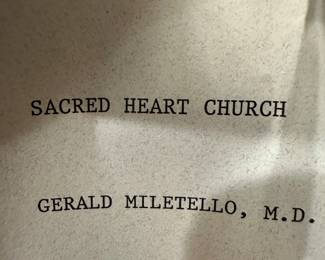 SACRED HEART CHURCH
GERALD MILETELLO, M.D.